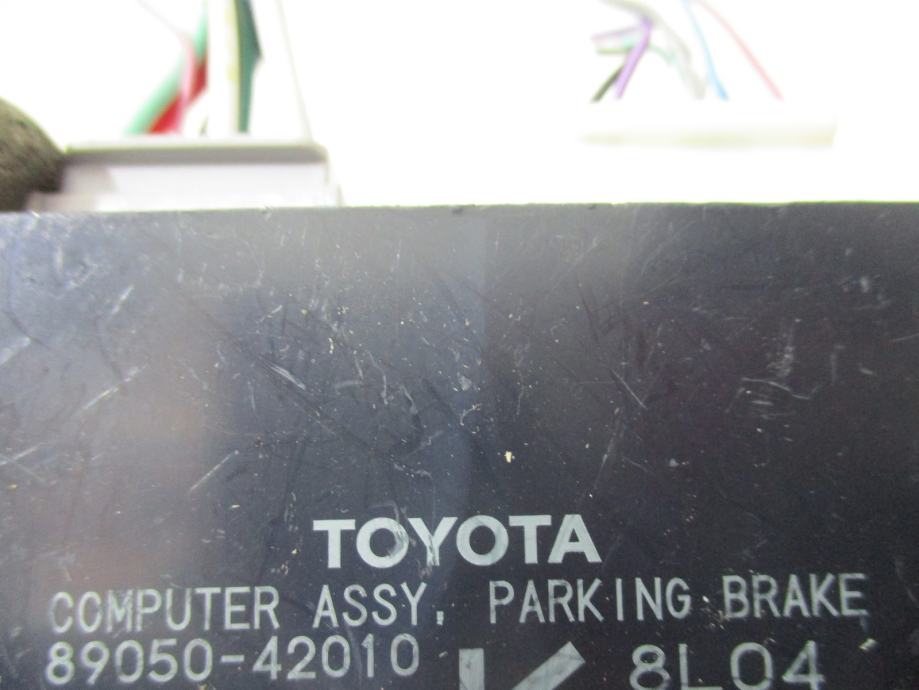 TOYOTA
COMPUTER ASSY, PARKING BRAKE
89050-42010 8L04